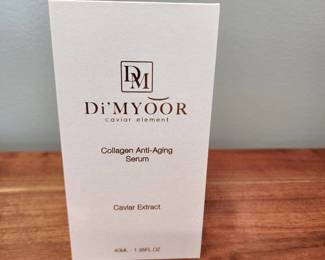 DM
Di'MYOOR
caviar element
Collagen Anti-Aging
Serum
Caviar Extract
40ML - 1.35FL.OZ